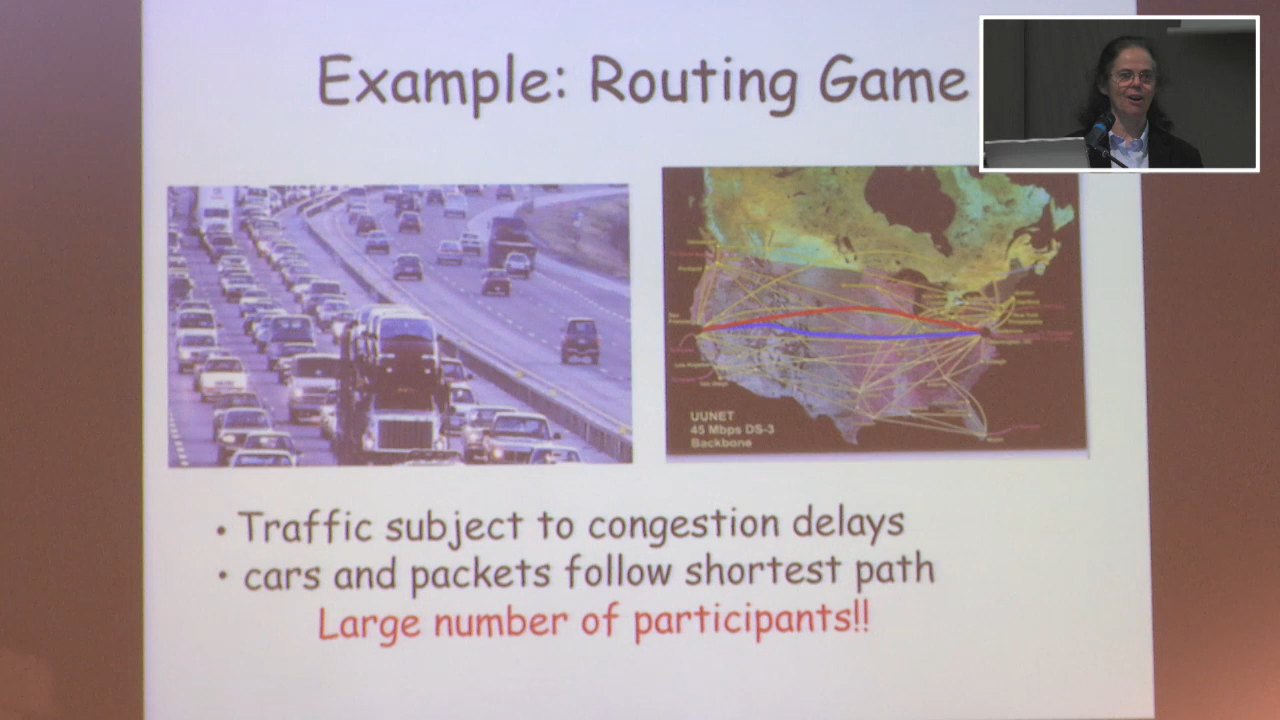 Example: Routing Game
UUNET
45 Mbps DS-3
Backbone
• Traffic subject to congestion delays
• cars and packets follow shortest path
Large number of participants!!